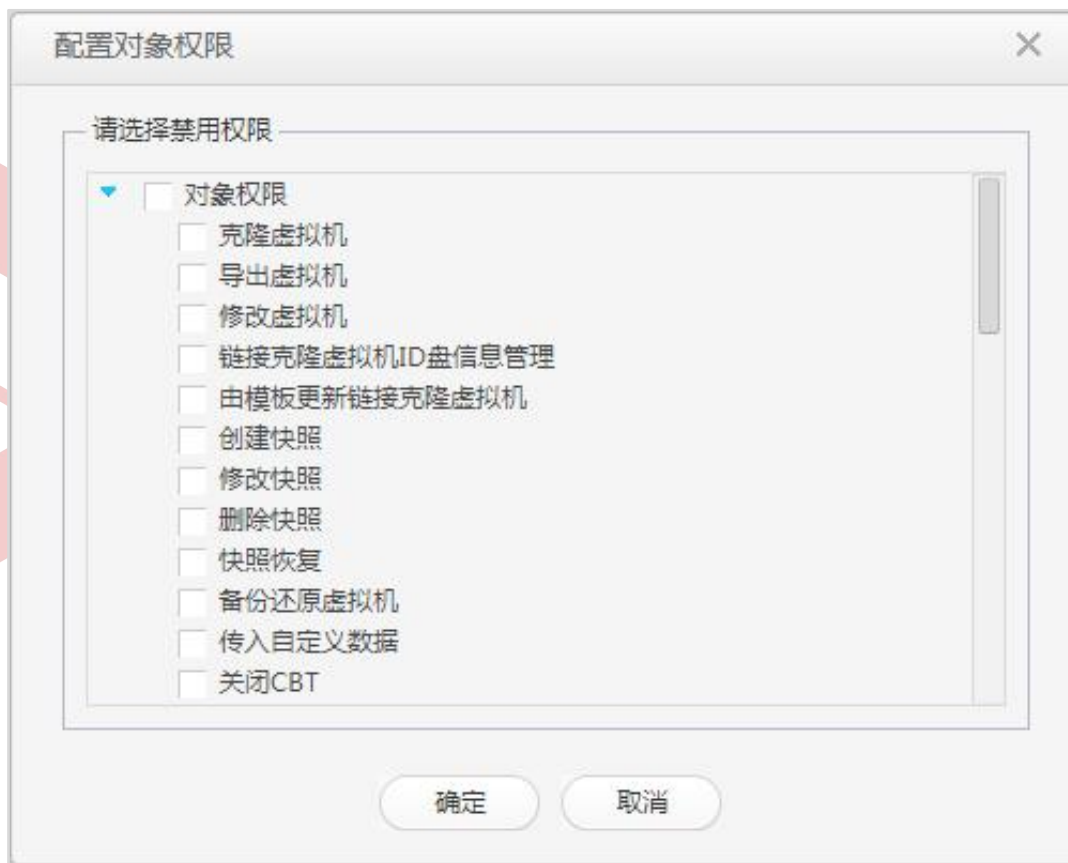 配置对象权限
请选择禁用权限
对象权限
克隆虚拟机
导出虚拟机
修改虚拟机
链接克隆虚拟机ID盘信息管理
由模板更新链接克隆虚拟机
创建快照
修改快照
删除快照
快照恢复
备份还原虚拟机
传入自定义数据
关闭CBT
确定
取消